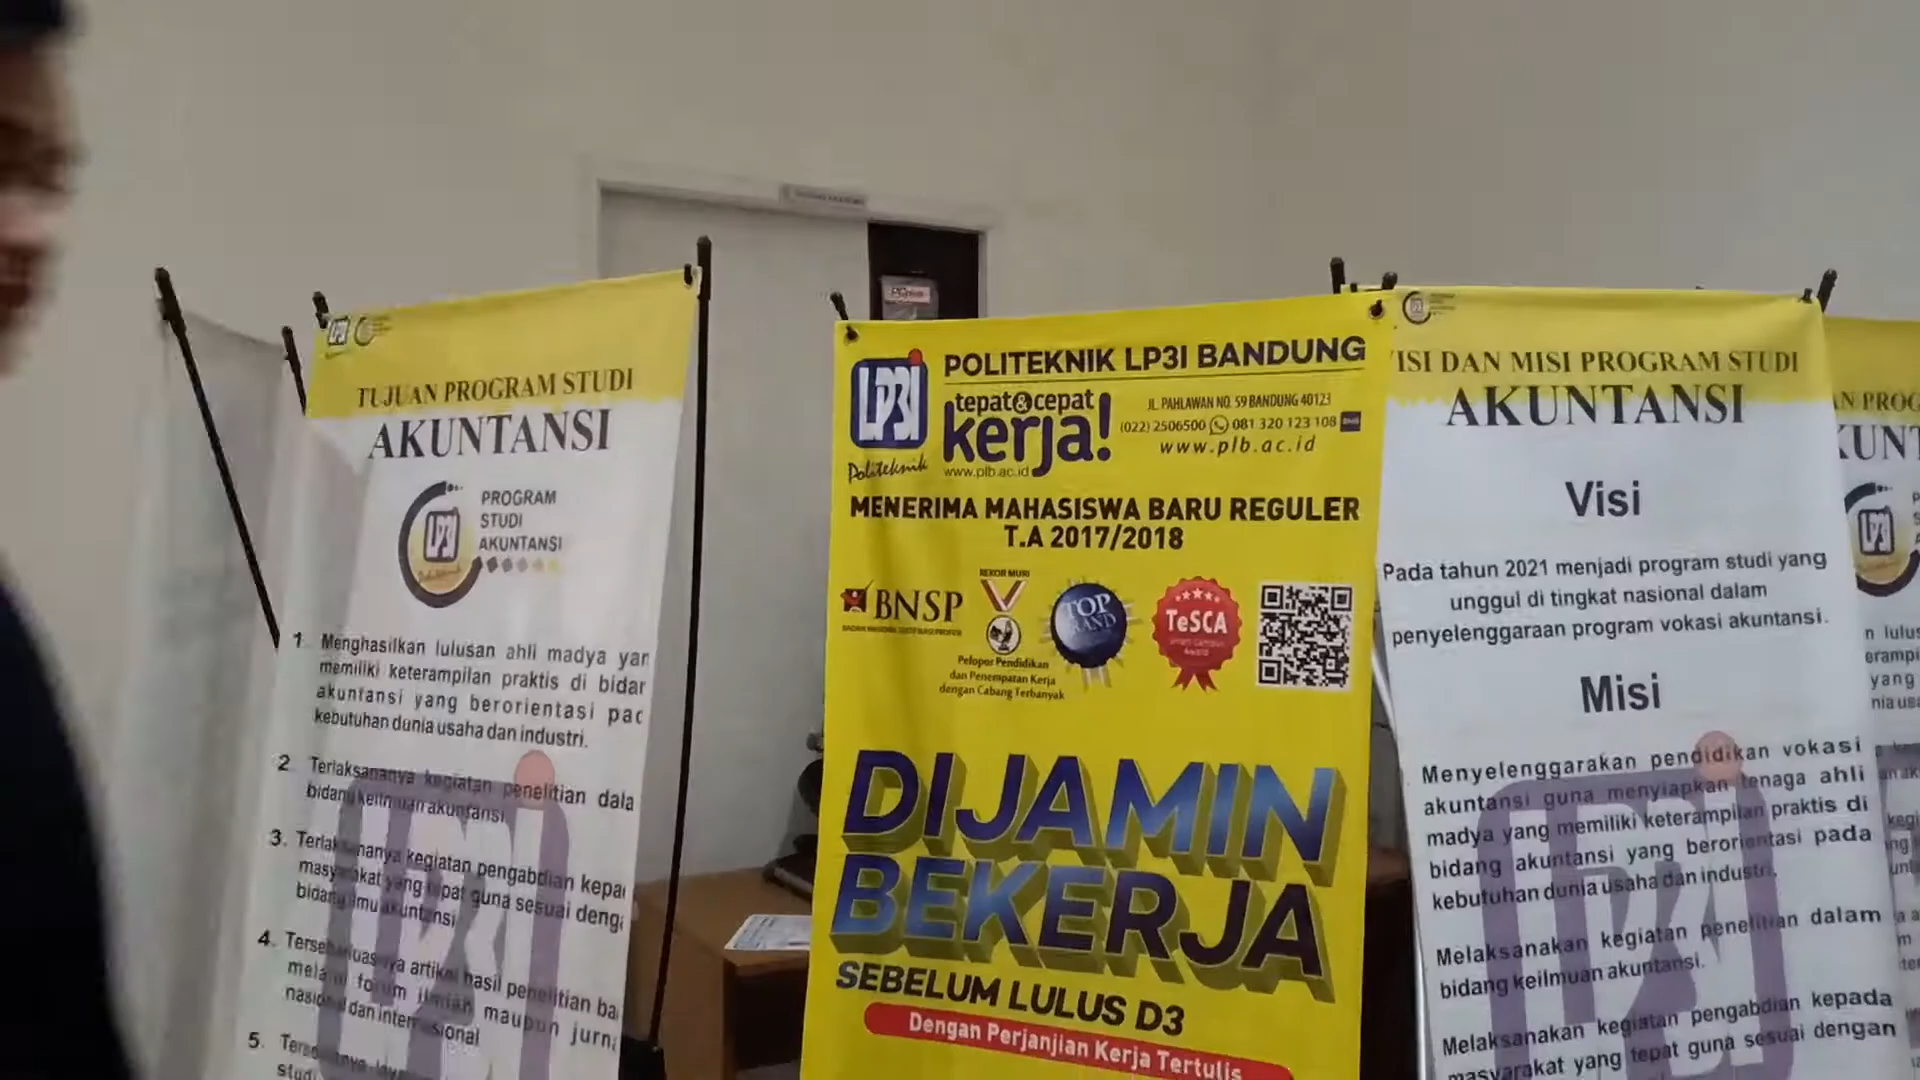 TUJUAN PROGRAM STUDI
AKUNTANSI
LP3I
PROGRAM
STUDI
AKUNTANSI
1. Menghasilkan lulusan ahli madya yan
memiliki keterampilan praktis di bidan
akuntansi yang berorientasi pad
kebutuhan dunia usaha dan industri.
2. Terlaksananya kegiatan penelitian dala
bidang keilmuan akuntansi
3. Terlaksananya kegiatan pengabdian kepad
masyarakat yang tepat guna sesuai denga
bidang ilmu akuntansi
4. Tersebarluasnya artikel hasil penelitian ba
melalui forum ilmiah maupun jurna
nasional dan internasional
5.
LP3I
Politeknik
POLITEKNIK LP3I BANDUNG
tepat&cepat
kerja!
www.plb.ac.id
JL. PAHLAWAN NO. 59 BANDUNG 40123
(022) 2506500 081 320 123 108
www.plb.ac.id
MENERIMA MAHASISWA BARU REGULER
T.A 2017/2018
BNSP
REKOR MURI
Pelopor Pendidikan
dan Penempatan Kerja
dengan Cabang Terbanyak
TOP
BRAND
TeSCA
DIJAMIN
BEKERJA
SEBELUM LULUS D3
Dengan Perjanjian Kerja Tertulis
VISI DAN MISI PROGRAM STUDI
AKUNTANSI
Visi
Pada tahun 2021 menjadi program studi yang
unggul di tingkat nasional dalam
penyelenggaraan program vokasi akuntansi.
Misi
Menyelenggarakan pendidikan vokasi
akuntansi guna menyiapkan tenaga ahli
madya yang memiliki keterampilan praktis di
bidang akuntansi yang berorientasi pada
kebutuhan dunia usaha dan industri.
Melaksanakan kegiatan penelitian dalam
bidang keilmuan akuntansi.
Melaksanakan kegiatan pengabdian kepada
masyarakat yang tepat guna sesuai dengan